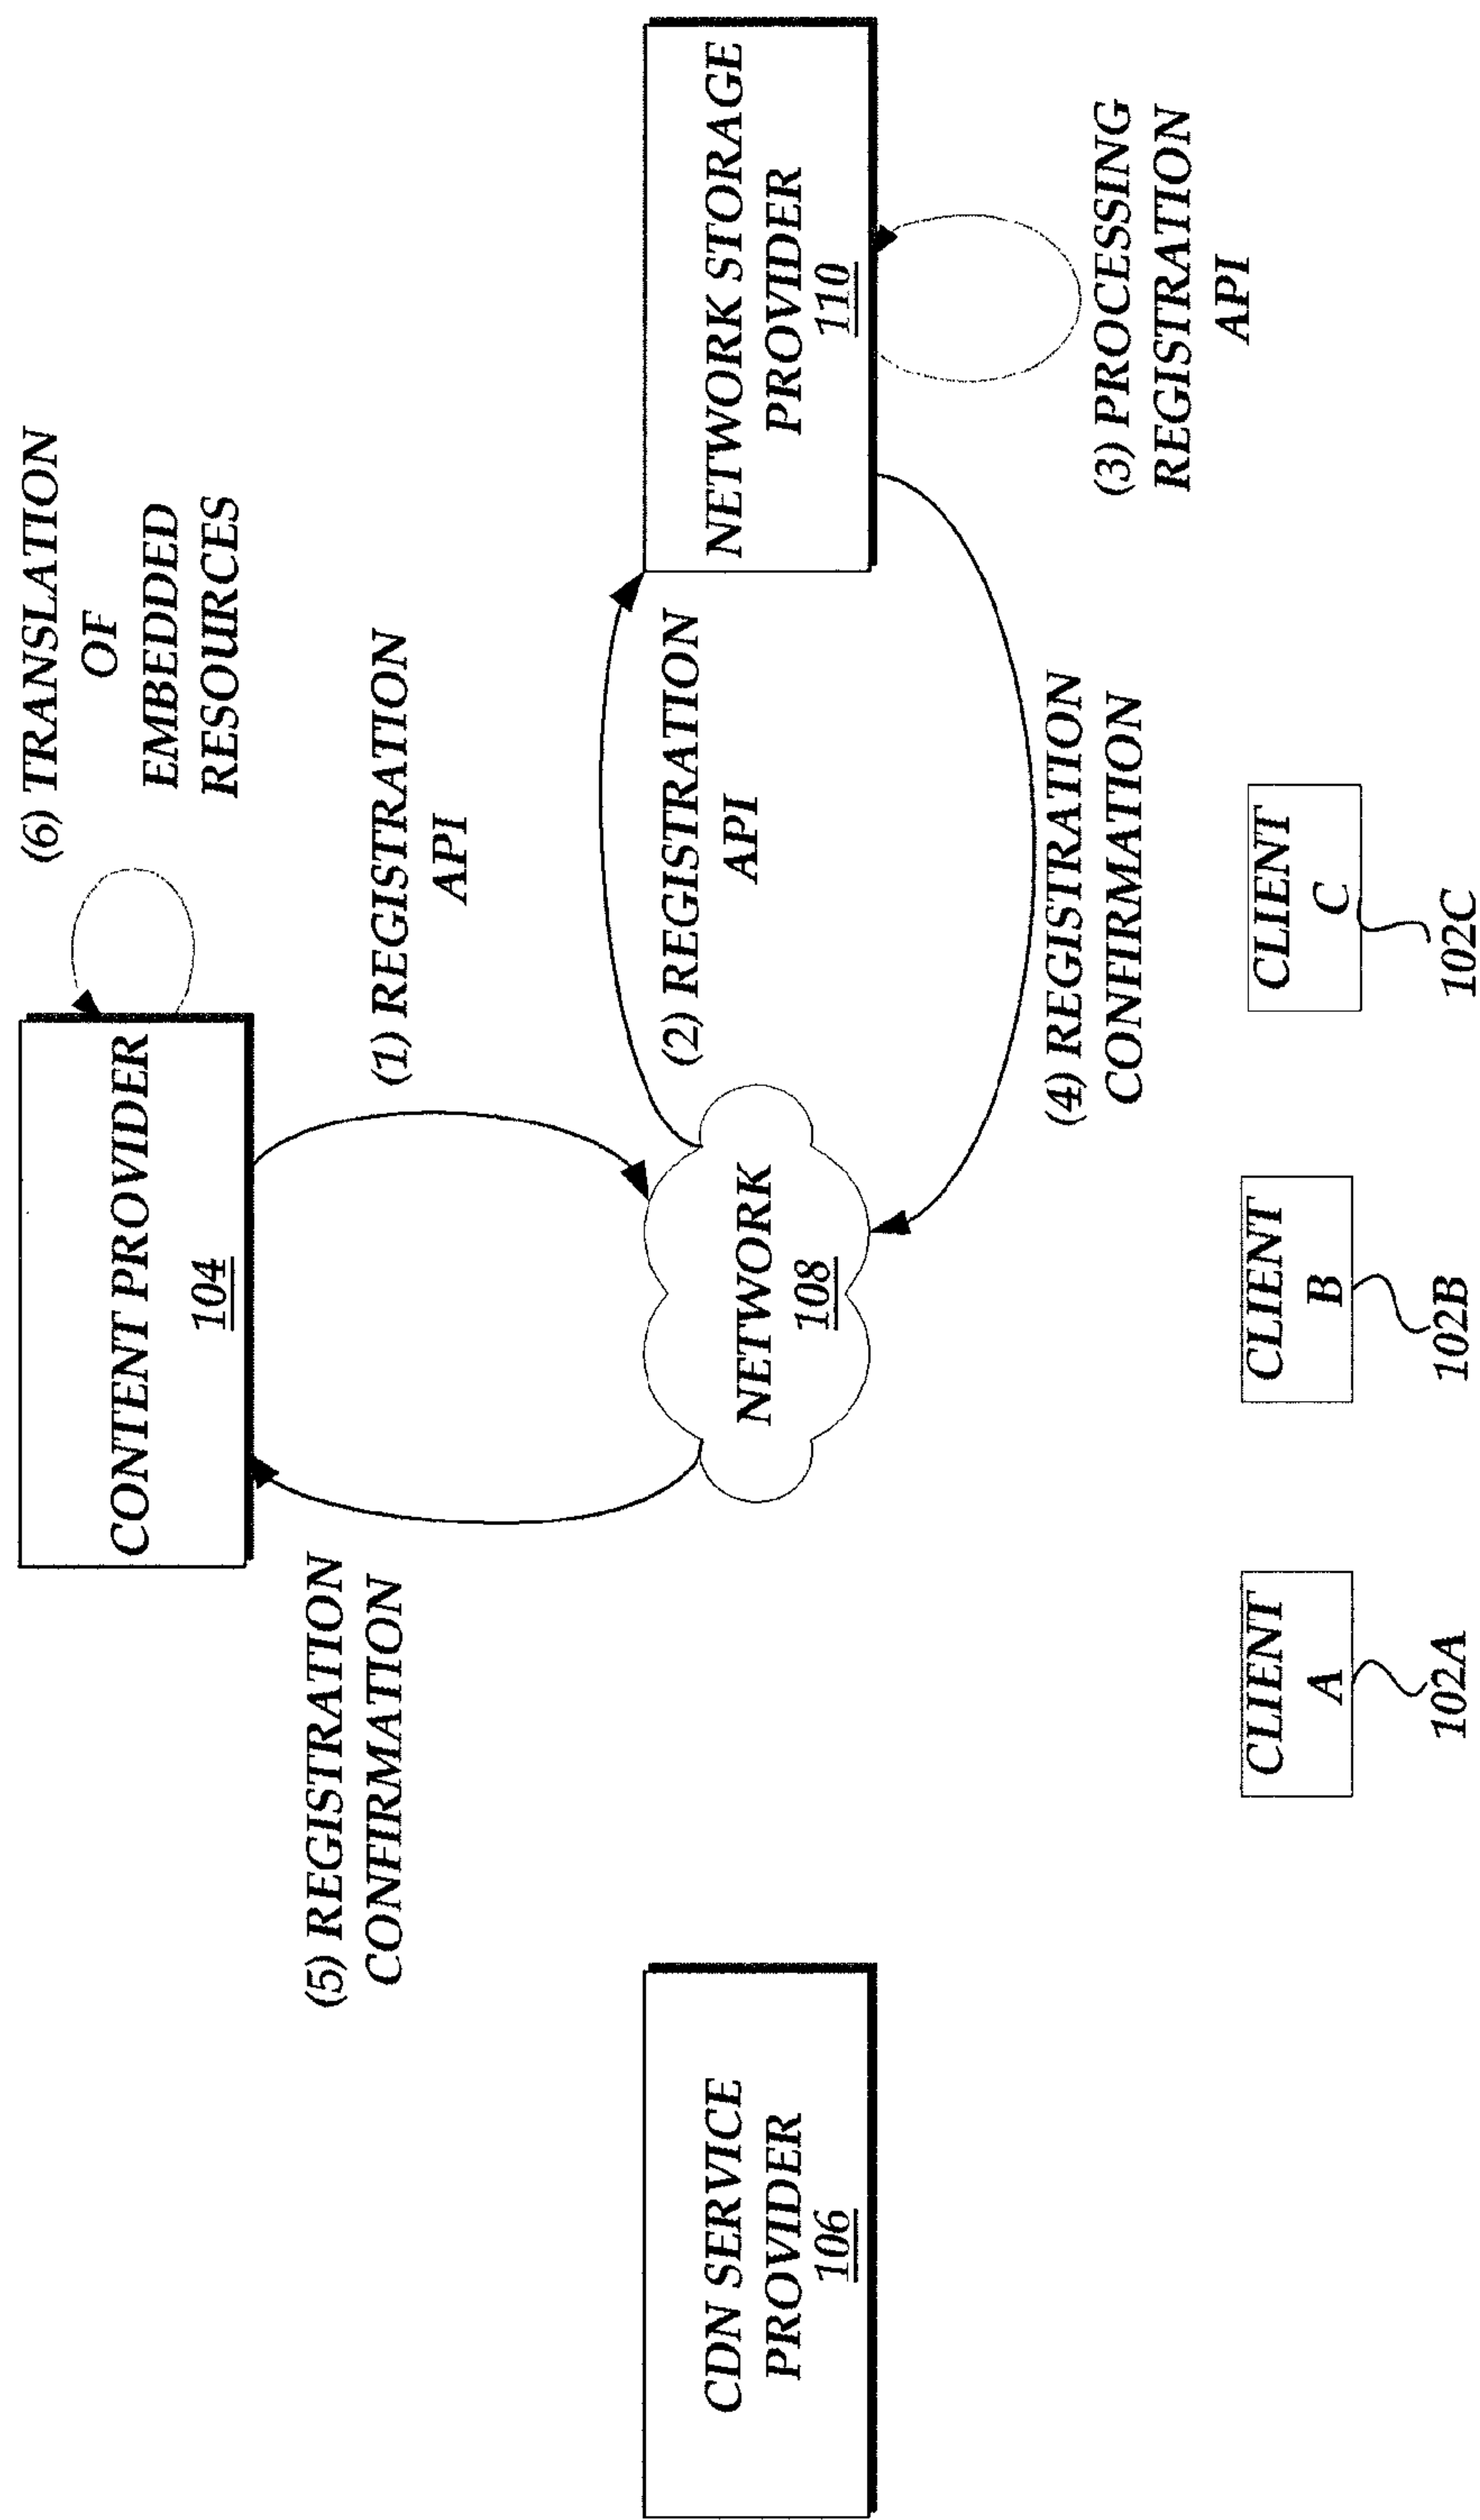 (6) TRANSLATION
OF
EMBEDDED
RESOURCES
CONTENT PROVIDER
104
(5) REGISTRATION
CONFIRMATION
(1) REGISTRATION
API
CDN SERVICE
PROVIDER
106
NETWORK
108
(2) REGISTRATION
API
NETWORK STORAGE
PROVIDER
110
(4) REGISTRATION
CONFIRMATION
(3) PROCESSING
REGISTRATION
API
CLIENT
A
102A
CLIENT
B
102B
CLIENT
C
102C